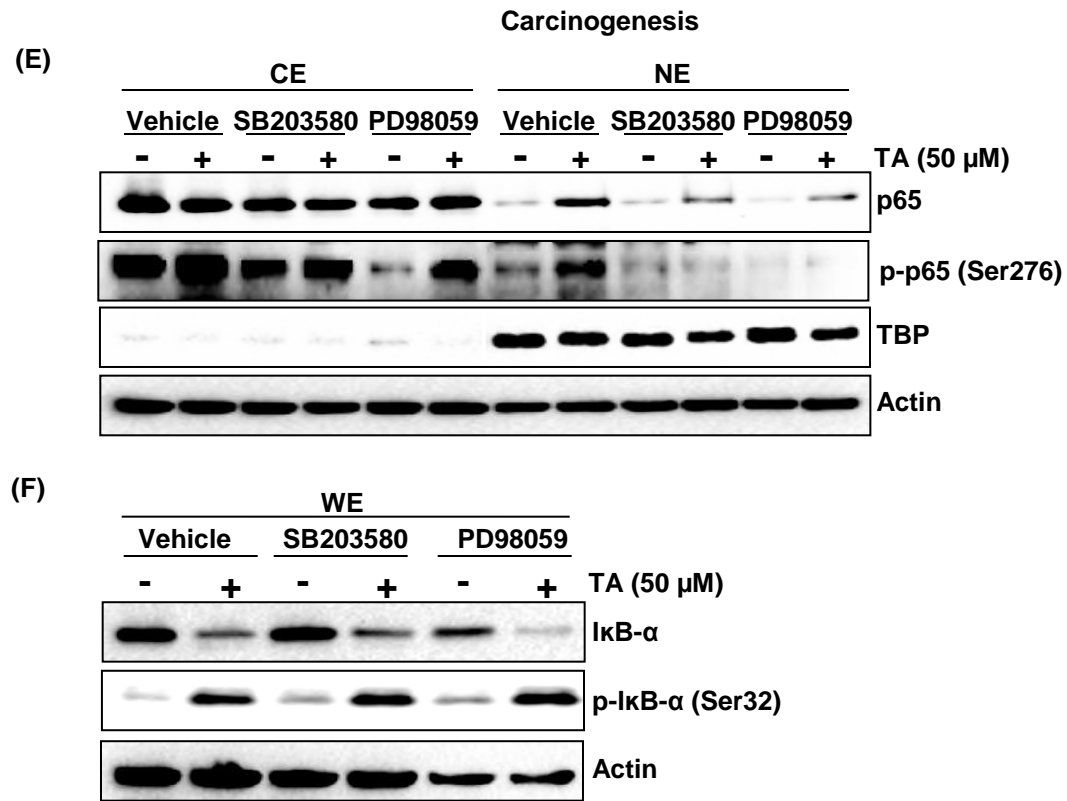 Carcinogenesis
(E)
CE NE
Vehicle SB203580 PD98059 Vehicle SB203580 PD98059
- + - + - + - + - + - + TA (50 µM)
p65
p-p65 (Ser276)
TBP
Actin
(F)
WE
Vehicle SB203580 PD98059
- + - + - + TA (50 µM)
IκB-α
p-IκB-α (Ser32)
Actin